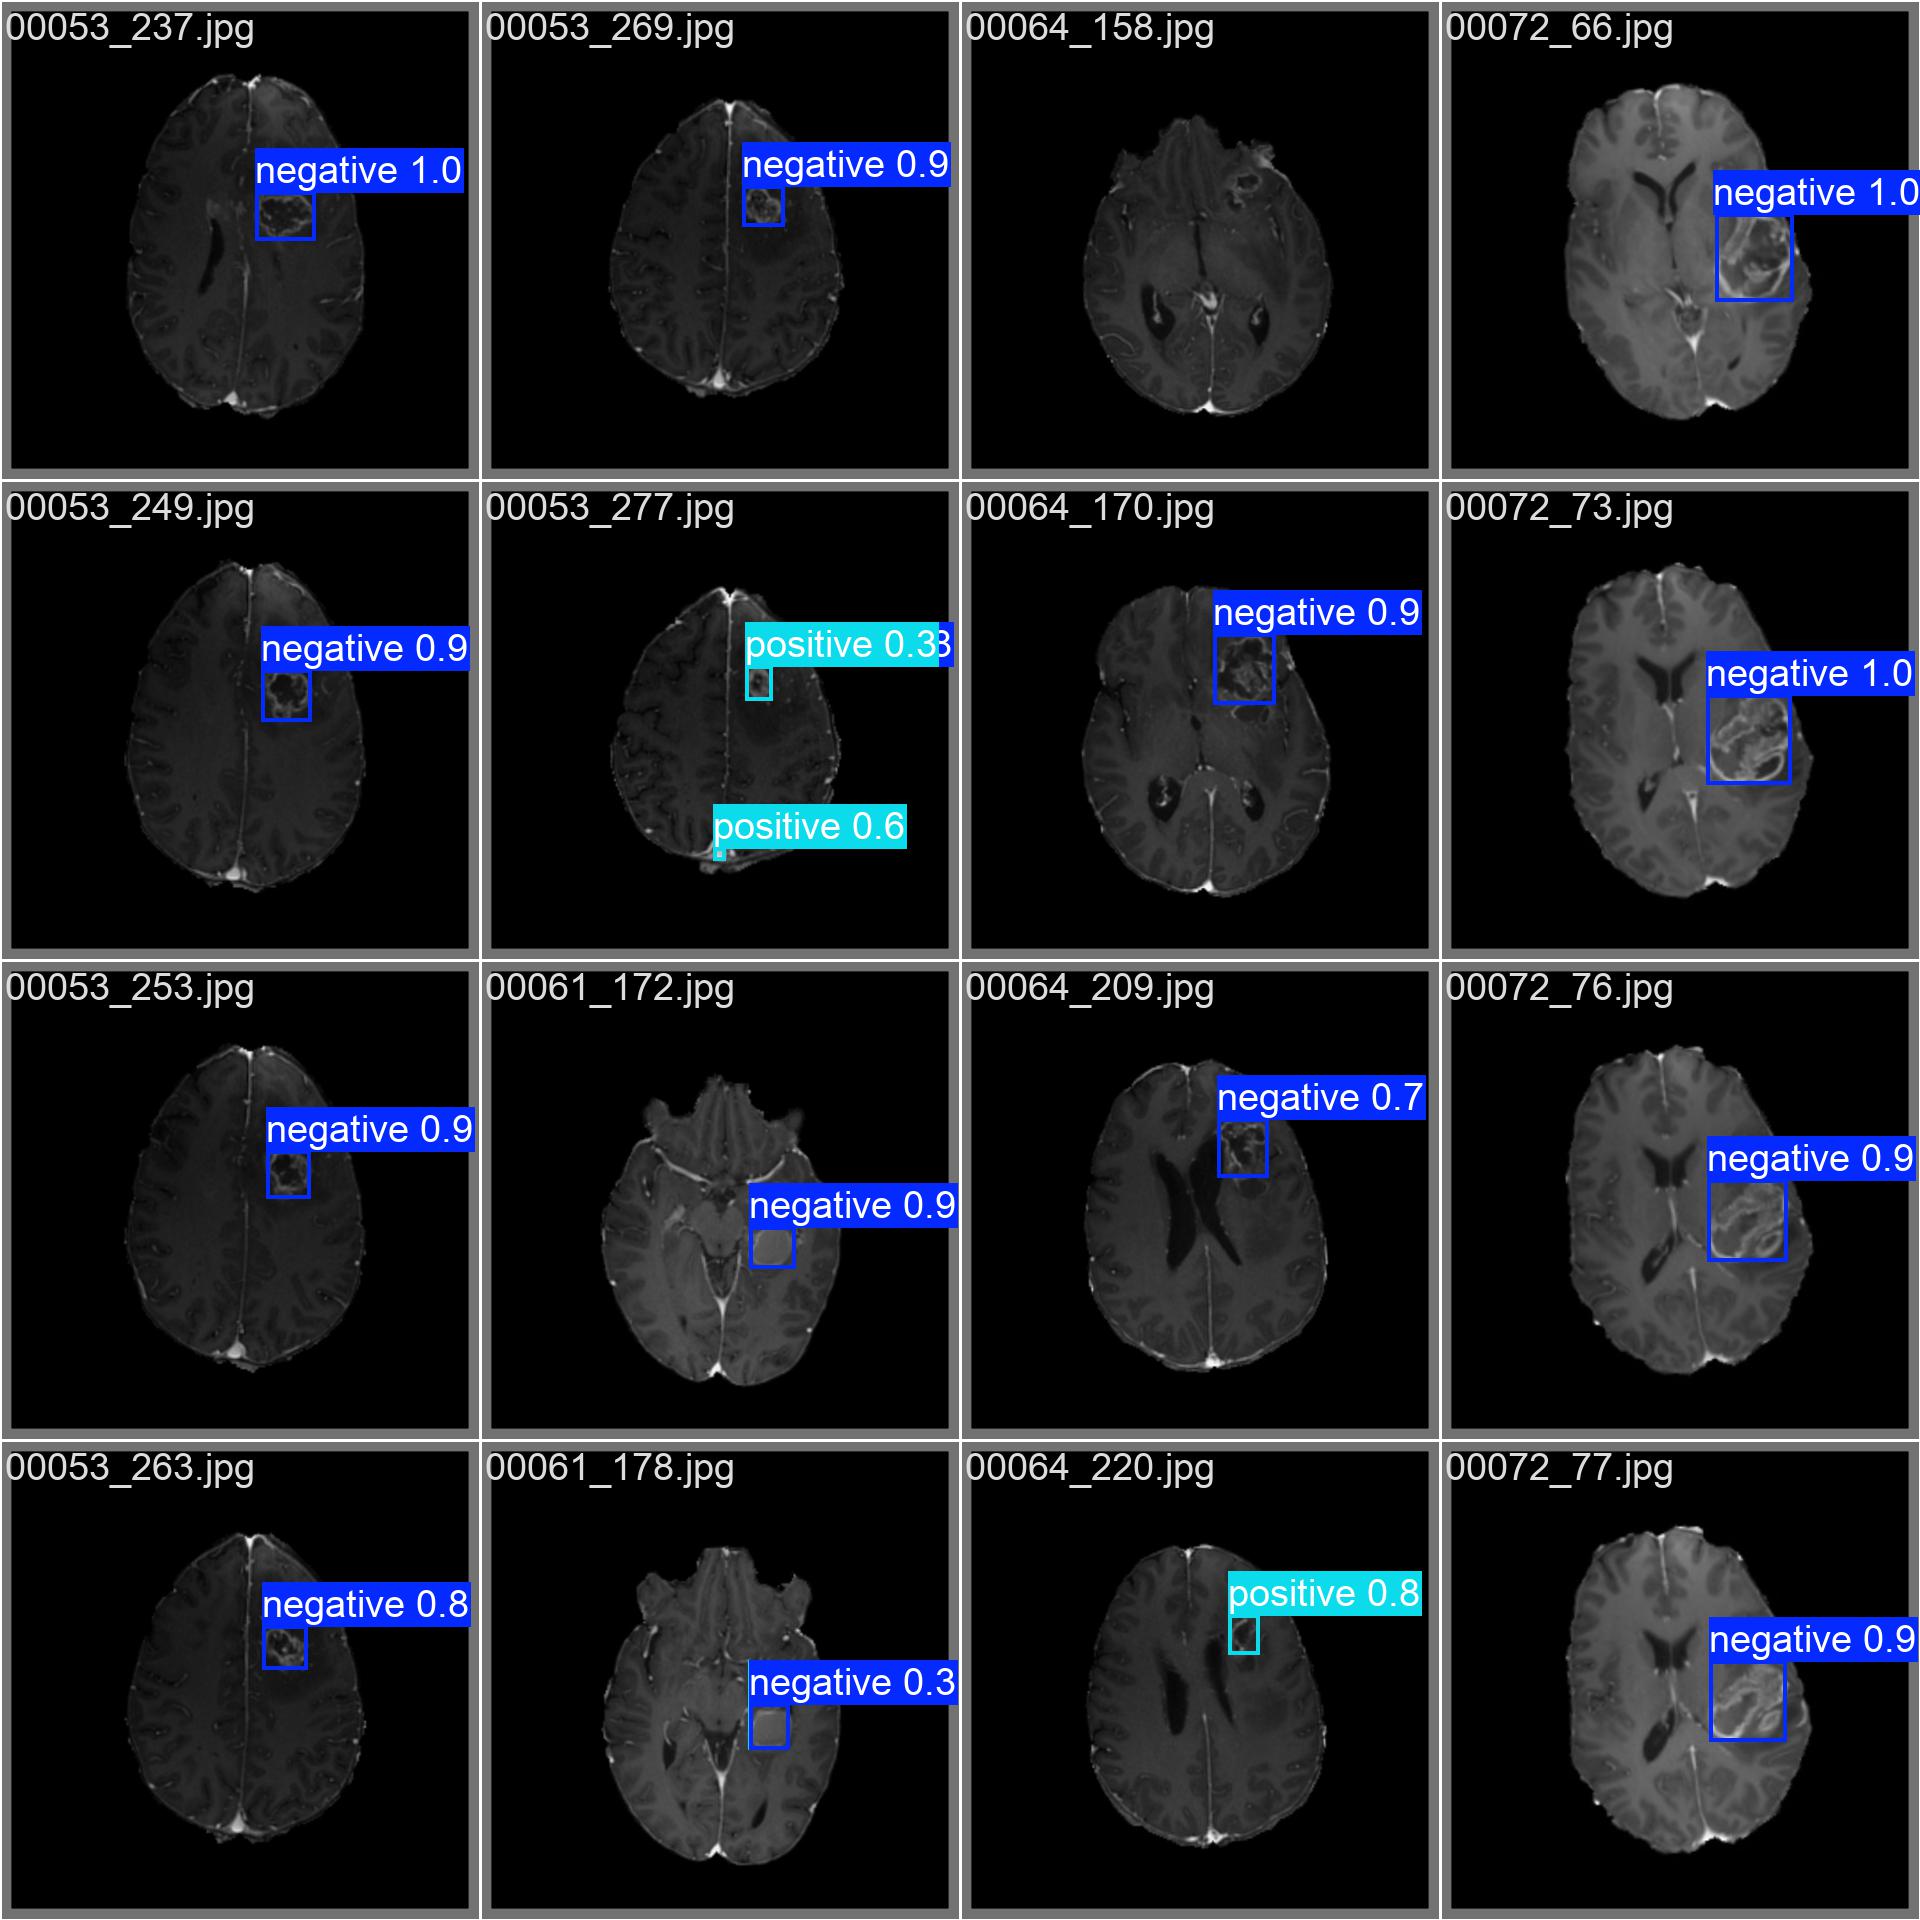 00053_237.jpg
negative 1.0
00053_269.jpg
negative 0.9
00064_158.jpg
00072_66.jpg
negative 1.0
00053_249.jpg
negative 0.9
00053_277.jpg
positive 0.3
3
positive 0.6
00064_170.jpg
negative 0.9
00072_73.jpg
negative 1.0
00053_253.jpg
negative 0.9
00061_172.jpg
negative 0.9
00064_209.jpg
negative 0.7
00072_76.jpg
negative 0.9
00053_263.jpg
negative 0.8
00061_178.jpg
negative 0.3
00064_220.jpg
positive 0.8
00072_77.jpg
negative 0.9